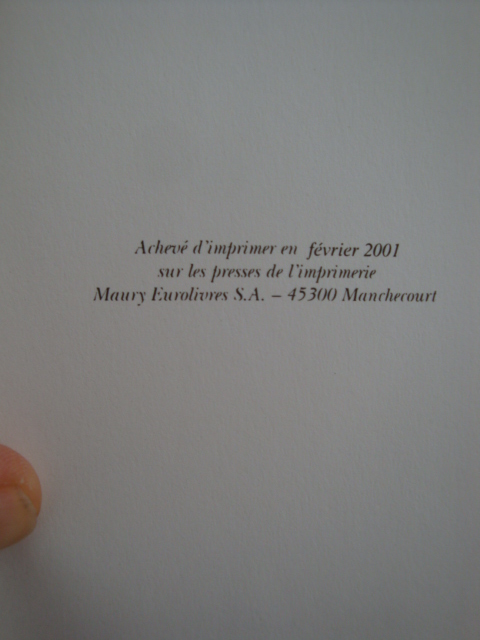 Achevé d'imprimer en février 2001
sur les presses de l'imprimerie
Maury Eurolivres S.A. – 45300 Manchecourt